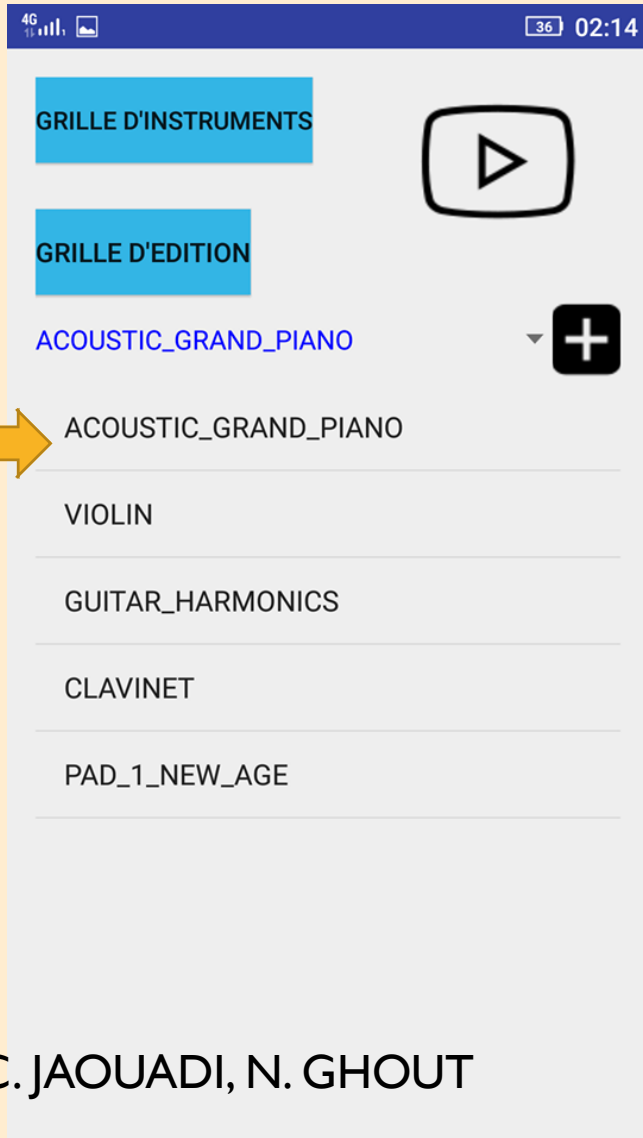 4G 36 02:14
GRILLE D'INSTRUMENTS
GRILLE D'EDITION
ACOUSTIC_GRAND_PIANO
ACOUSTIC_GRAND_PIANO
VIOLIN
GUITAR_HARMONICS
CLAVINET
PAD_1_NEW_AGE
C. JAOUADI, N. GHOUT